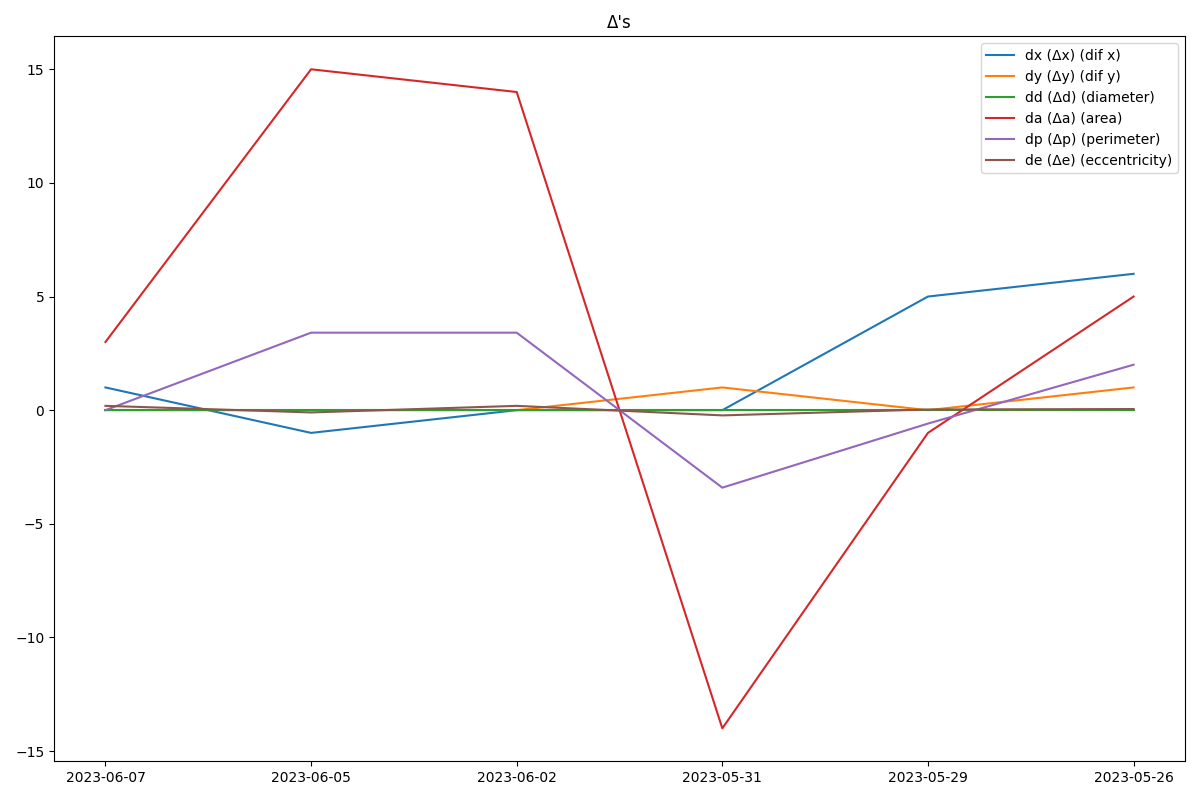 Δ's
dx (Δx) (dif x)
dy (Δy) (dif y)
dd (Δd) (diameter)
da (Δa) (area)
dp (Δp) (perimeter)
de (Δe) (eccentricity)
15
10
5
0
−5
−10
−15
2023-06-07 2023-06-05 2023-06-02 2023-05-31 2023-05-29 2023-05-26